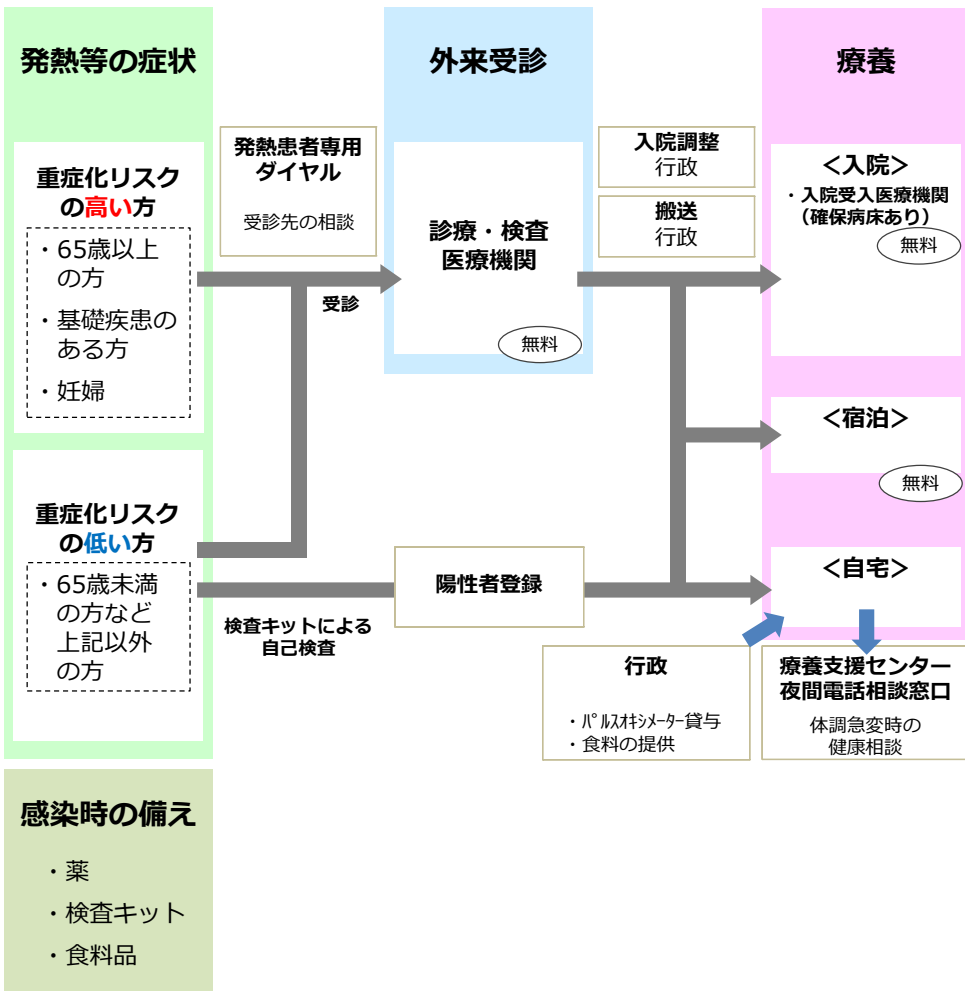 発熱等の症状
重症化リスク
の高い方
・65歳以上
の方
・基礎疾患の
ある方
・妊婦
重症化リスク
の低い方
・65歳未満
の方など
上記以外
の方
発熱患者専用
ダイヤル
受診先の相談
受診
検査キットによる
自己検査
外来受診
診療・検査
医療機関
無料
陽性者登録
入院調整
行政
搬送
行政
療養
＜入院＞
・入院受入医療機関
（確保病床あり）
無料
＜宿泊＞
無料
＜自宅＞
行政
・ﾊﾟﾙｽｵｷｼﾒｰﾀｰ貸与
・食料の提供
療養支援センター
夜間電話相談窓口
体調急変時の
健康相談
感染時の備え
・薬
・検査キット
・食料品